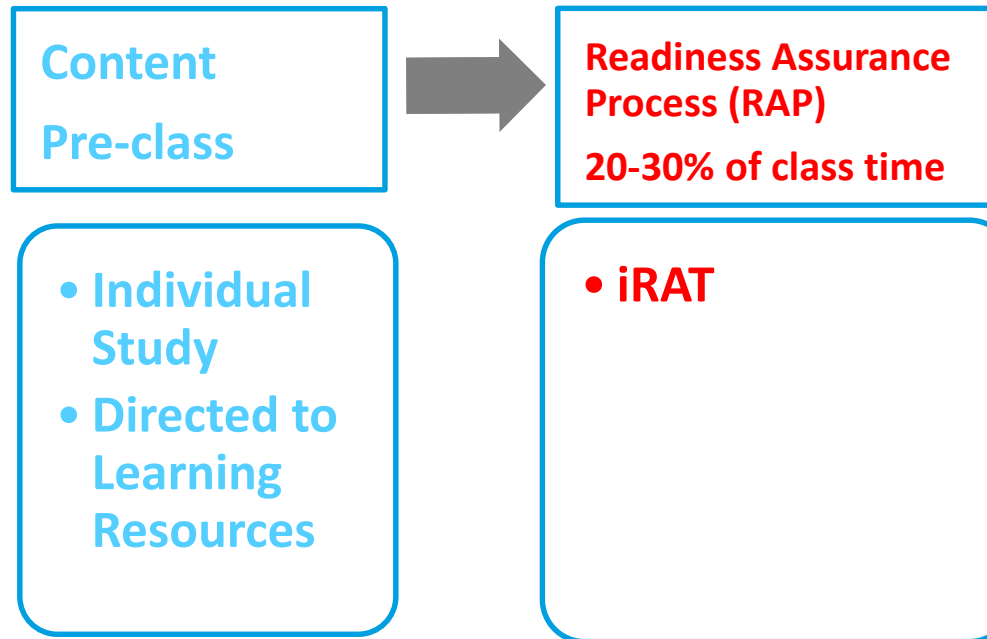 Content
Pre-class
Readiness Assurance
Process (RAP)
20-30% of class time
• Individual
Study
• Directed to
Learning
Resources
• iRAT